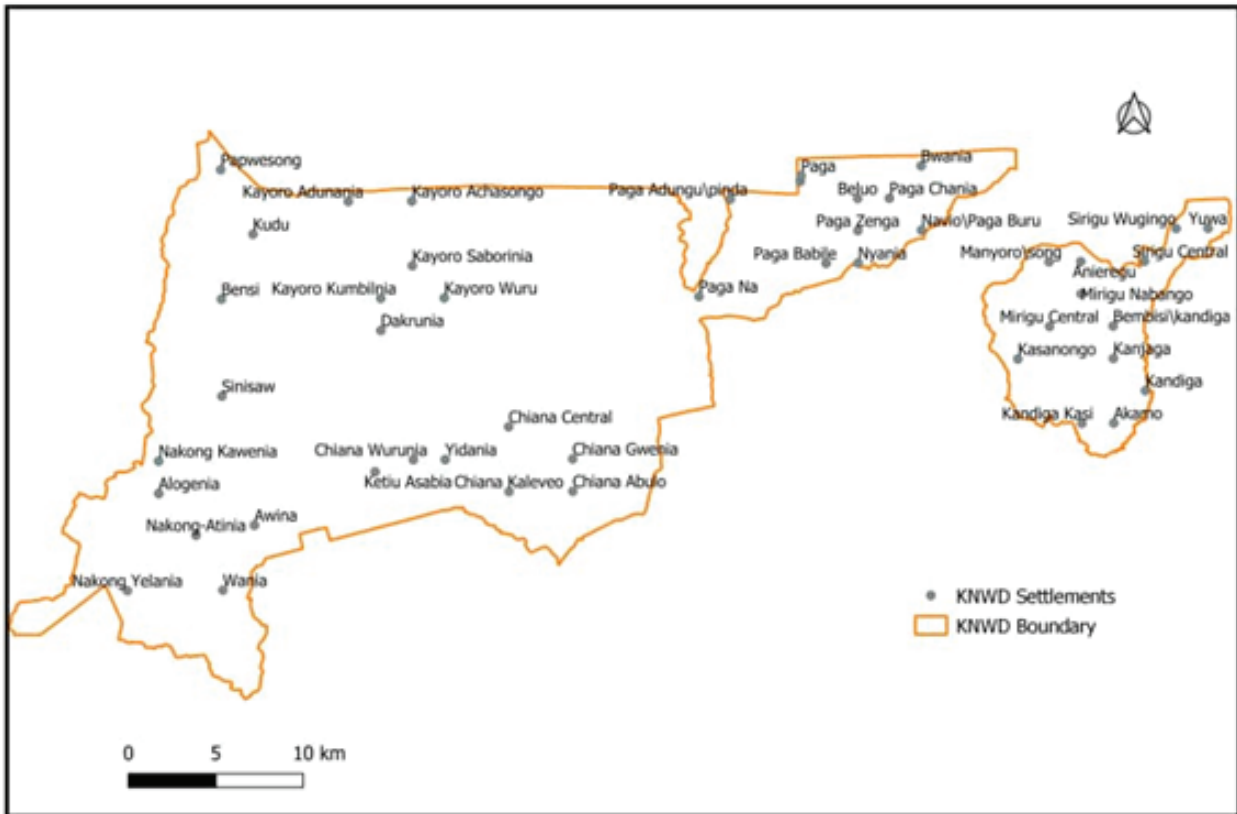 Papwesong
Bwania
Paga
Kayoro Adunania
Kayoro Achasongo
Paga Adungu\pinda
Beluo
Paga Chania
Kudu
Paga Zenga
Navio\Paga Buru
Sirigu Wugingo
Yuwa
Kayoro Saborinia
Paga Babile
Nyania
Manyoro\song
Sirigu Central
Anieregu
Bensi
Kayoro Kumbilnia
Kayoro Wuru
Paga Na
Mirigu Nabango
Dakrunia
Mirigu Central
Bembisi\kandiga
Kasanongo
Kanjaga
Sinisaw
Kandiga
Chiana Central
Kandiga Kasi
Akamo
Nakong Kawenia
Chiana Wurunia
Yidania
Chiana Gwenia
Alogenia
Ketiu Asabia
Chiana Kaleveo
Chiana Abulo
Nakong-Atinia
Awina
Nakong Yelania
Wania
KNWD Settlements
KNWD Boundary
0 5 10 km